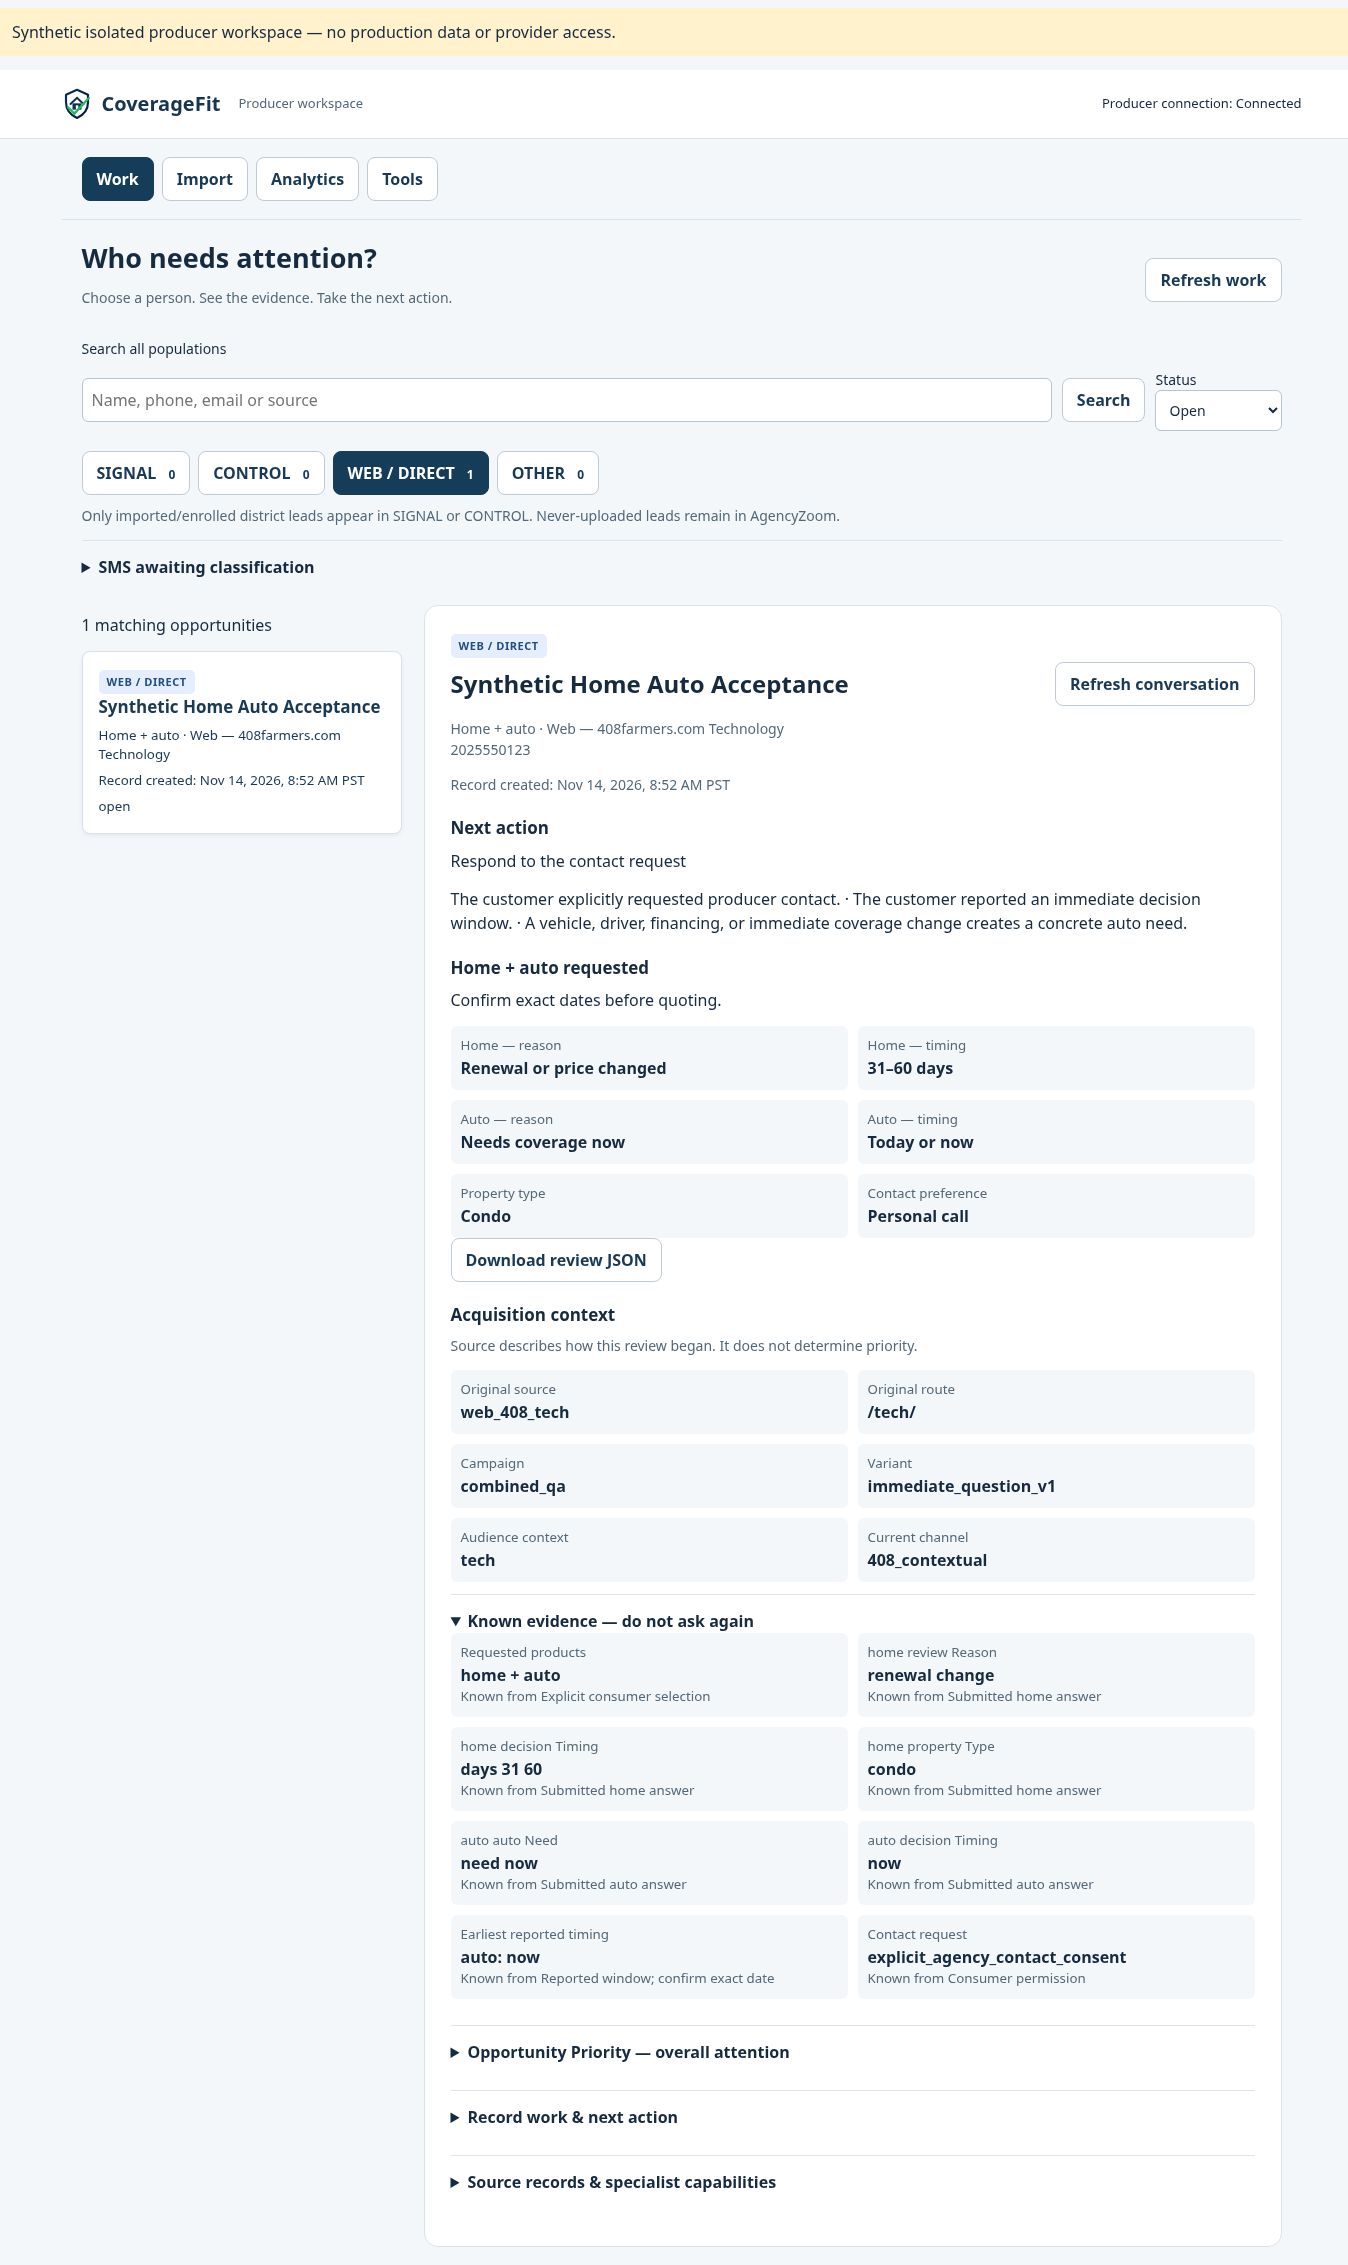 Synthetic isolated producer workspace — no production data or provider access.
CoverageFit
Producer workspace
Producer connection: Connected
Work
Import
Analytics
Tools
Who needs attention?
Choose a person. See the evidence. Take the next action.
Refresh work
Search all populations
Name, phone, email or source
Search
Status
Open
SIGNAL 0
CONTROL 0
WEB / DIRECT 1
OTHER 0
Only imported/enrolled district leads appear in SIGNAL or CONTROL. Never-uploaded leads remain in AgencyZoom.
SMS awaiting classification
1 matching opportunities
WEB / DIRECT
Synthetic Home Auto Acceptance
Home + auto · Web — 408farmers.com
Technology
Record created: Nov 14, 2026, 8:52 AM PST
open
WEB / DIRECT
Synthetic Home Auto Acceptance
Refresh conversation
Home + auto · Web — 408farmers.com Technology
2025550123
Record created: Nov 14, 2026, 8:52 AM PST
Next action
Respond to the contact request
The customer explicitly requested producer contact. · The customer reported an immediate decision
window. · A vehicle, driver, financing, or immediate coverage change creates a concrete auto need.
Home + auto requested
Confirm exact dates before quoting.
Home — reason
Renewal or price changed
Home — timing
31–60 days
Auto — reason
Needs coverage now
Auto — timing
Today or now
Property type
Condo
Contact preference
Personal call
Download review JSON
Acquisition context
Source describes how this review began. It does not determine priority.
Original source
web_408_tech
Original route
/tech/
Campaign
combined_qa
Variant
immediate_question_v1
Audience context
tech
Current channel
408_contextual
Known evidence — do not ask again
Requested products
home + auto
Known from Explicit consumer selection
home review Reason
renewal change
Known from Submitted home answer
home decision Timing
days 31 60
Known from Submitted home answer
home property Type
condo
Known from Submitted home answer
auto auto Need
need now
Known from Submitted auto answer
auto decision Timing
now
Known from Submitted auto answer
Earliest reported timing
auto: now
Known from Reported window; confirm exact date
Contact request
explicit_agency_contact_consent
Known from Consumer permission
Opportunity Priority — overall attention
Record work & next action
Source records & specialist capabilities